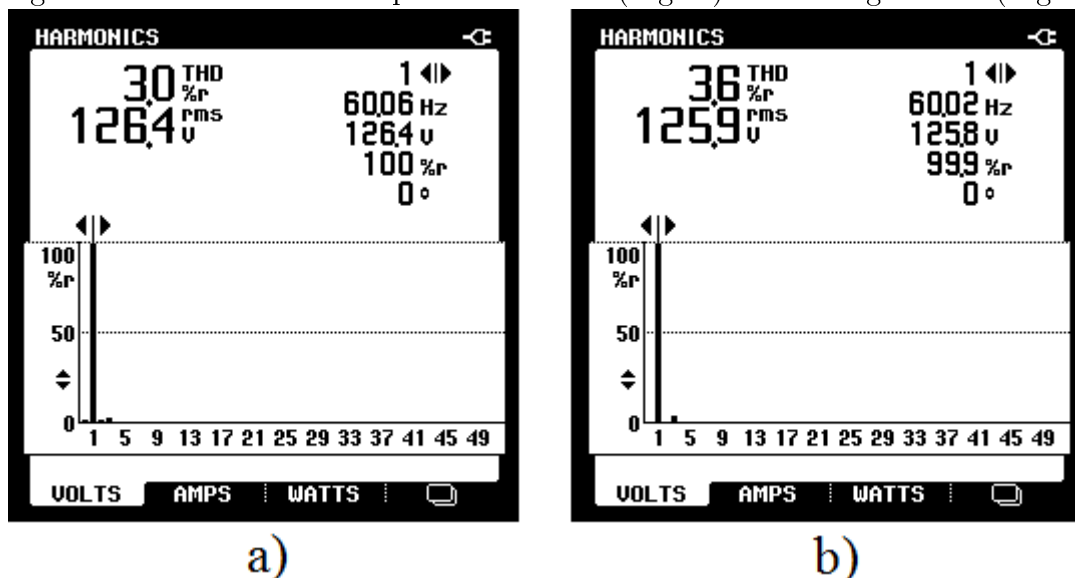 HARMONICS
3.0 THD %r
126.4 rms V
1
60.06 Hz
126.4 V
100 %r
0 °
100
%r
50
0
1 5 9 13 17 21 25 29 33 37 41 45 49
VOLTS AMPS WATTS
a)
HARMONICS
3.6 THD %r
125.9 rms V
1
60.02 Hz
125.8 V
99.9 %r
0 °
100
%r
50
0
1 5 9 13 17 21 25 29 33 37 41 45 49
VOLTS AMPS WATTS
b)